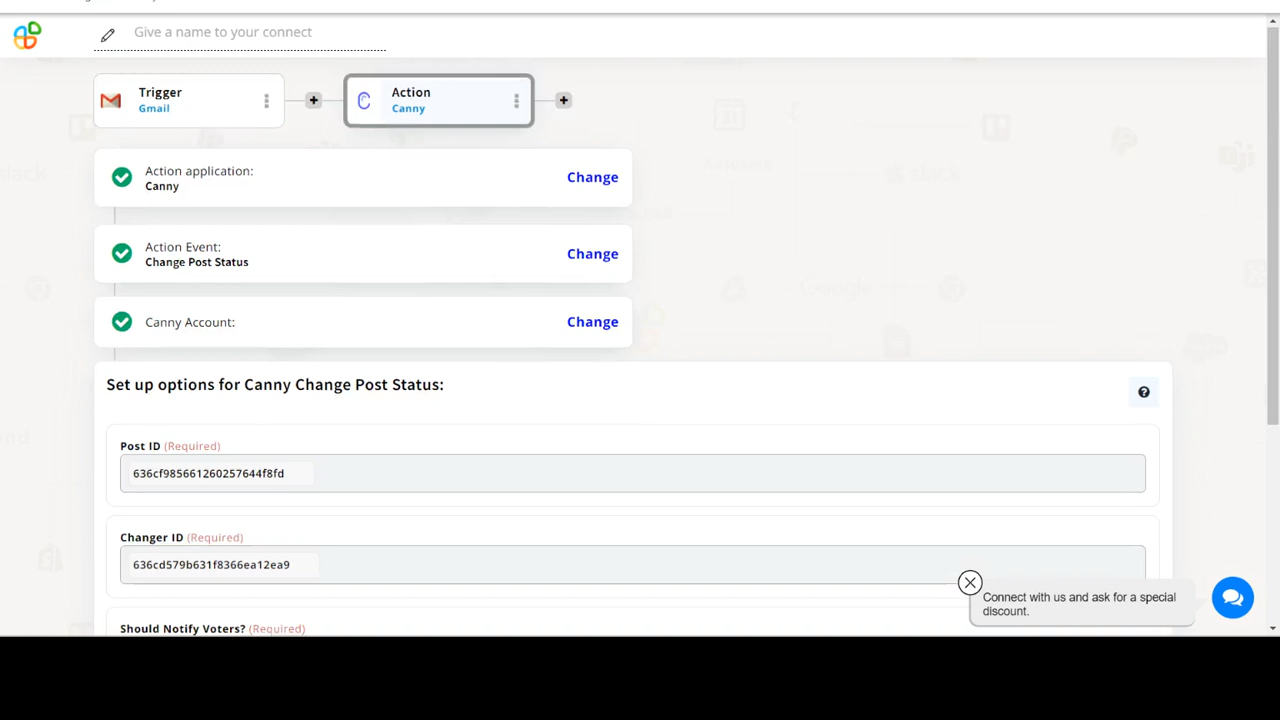 Give a name to your connect
Trigger
Gmail
Action
Canny
Action application:
Canny
Change
Action Event:
Change Post Status
Change
Canny Account:
Change
Set up options for Canny Change Post Status:
Post ID (Required)
636cf985661260257644f8fd
Changer ID (Required)
636cd579b631f8366ea12ea9
Connect with us and ask for a special
discount.
Should Notify Voters? (Required)